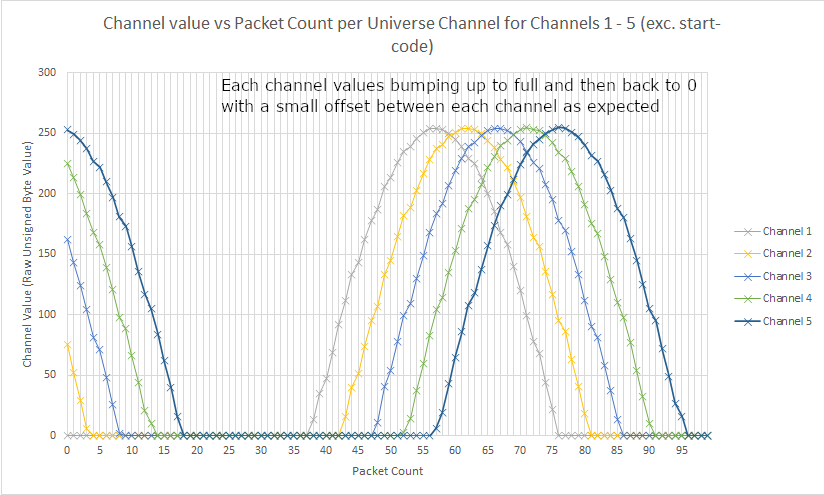 Channel value vs Packet Count per Universe Channel for Channels 1 - 5 (exc. start-
code)
Each channel values bumping up to full and then back to 0
with a small offset between each channel as expected
Channel Value (Raw Unsigned Byte Value)
300
250
200
150
100
50
0
0 5 10 15 20 25 30 35 40 45 50 55 60 65 70 75 80 85 90 95
Packet Count
Channel 1
Channel 2
Channel 3
Channel 4
Channel 5